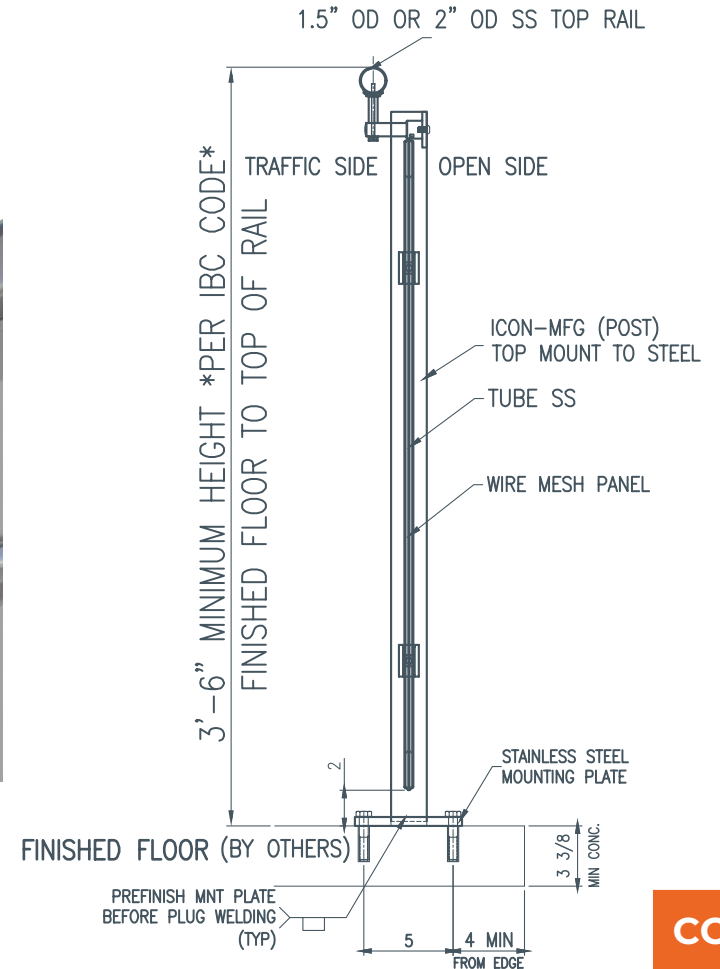 1.5” OD OR 2” OD SS TOP RAIL
TRAFFIC SIDE
OPEN SIDE
3’-6” MINIMUM HEIGHT *PER IBC CODE*
FINISHED FLOOR TO TOP OF RAIL
ICON-MFG (POST)
TOP MOUNT TO STEEL
TUBE SS
WIRE MESH PANEL
2
STAINLESS STEEL
MOUNTING PLATE
FINISHED FLOOR (BY OTHERS)
3 3/8
MIN CONC.
PREFINISH MNT PLATE
BEFORE PLUG WELDING
(TYP)
5
4 MIN
FROM EDGE